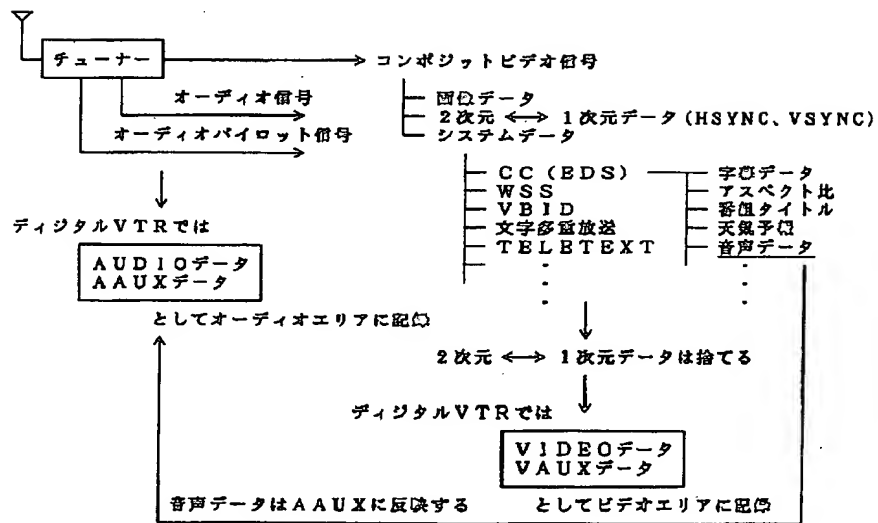 チューナー
コンポジットビデオ信号
オーディオ信号
オーディオパイロット信号
画像データ
2次元 ⟷ 1次元データ(HSYNC、VSYNC)
システムデータ
CC(EDS)
WSS
VBID
文字多重放送
TELETEXT
字幕データ
アスペクト比
番組タイトル
天気予報
音声データ
ディジタルVTRでは
AUDIOデータ
AAUXデータ
としてオーディオエリアに記録
2次元 ⟷ 1次元データは捨てる
ディジタルVTRでは
VIDEOデータ
VAUXデータ
音声データはAAUXに反映する
としてビデオエリアに記録